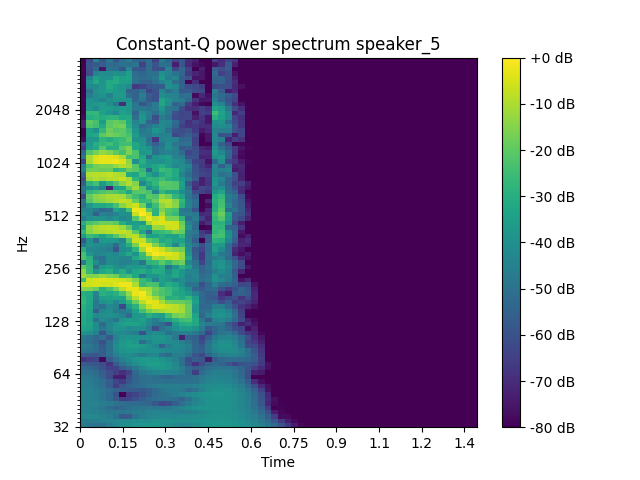 Constant-Q power spectrum speaker_5
Hz
2048
1024
512
256
128
64
32
0 0.15 0.3 0.45 0.6 0.75 0.9 1.1 1.2 1.4
Time
+0 dB
-10 dB
-20 dB
-30 dB
-40 dB
-50 dB
-60 dB
-70 dB
-80 dB